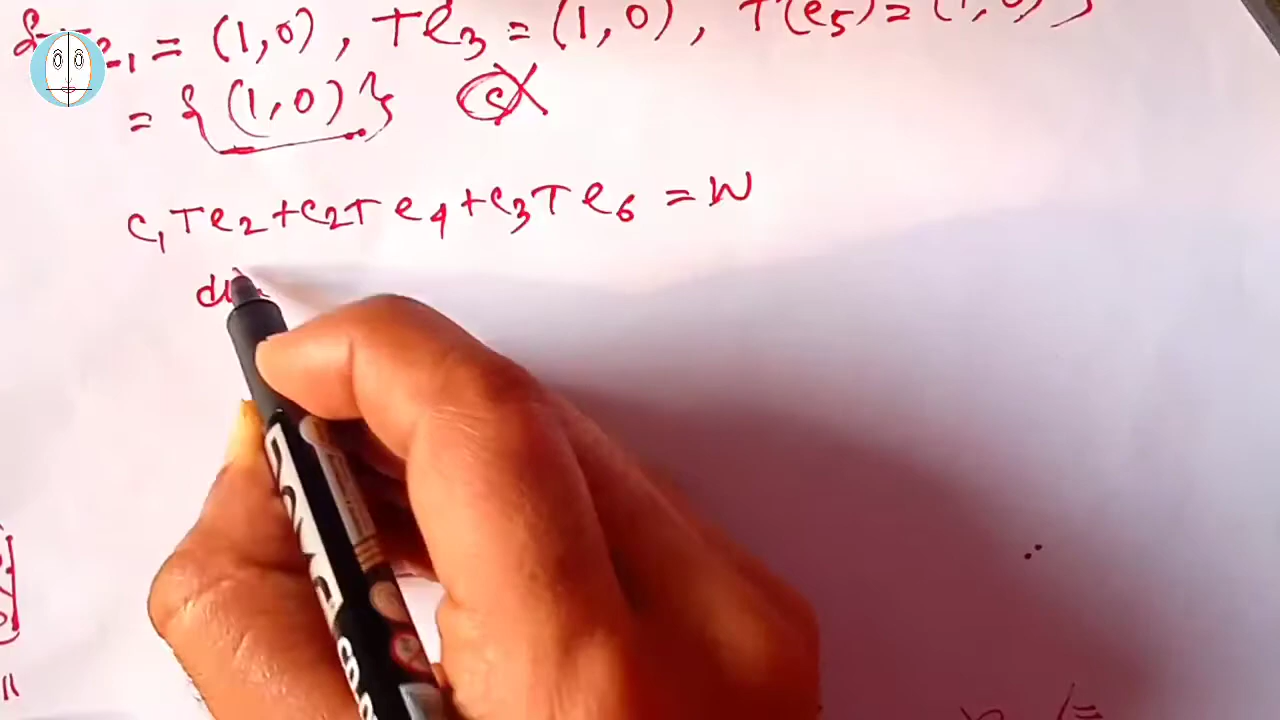 Te₁ = (1,0), Te₃ = (1,0), T(e₅) = (1,0) }
= {(1,0)}
c₁Te₂ + c₂Te₄ + c₃Te₆ = W